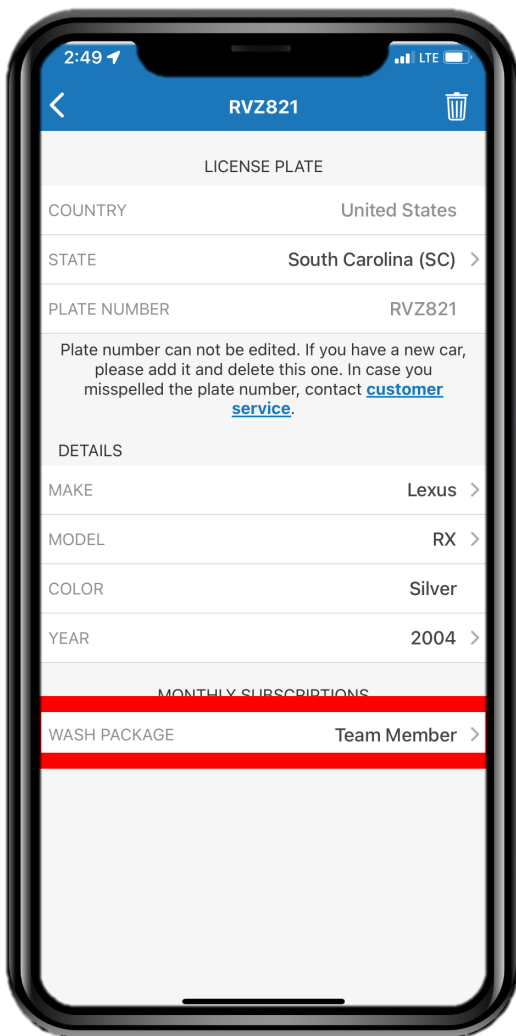 2:49 LTE
RVZ821
LICENSE PLATE
COUNTRY United States
STATE South Carolina (SC)
PLATE NUMBER RVZ821
Plate number can not be edited. If you have a new car,
please add it and delete this one. In case you
misspelled the plate number, contact customer
service.
DETAILS
MAKE Lexus
MODEL RX
COLOR Silver
YEAR 2004
MONTHLY SUBSCRIPTIONS
WASH PACKAGE Team Member